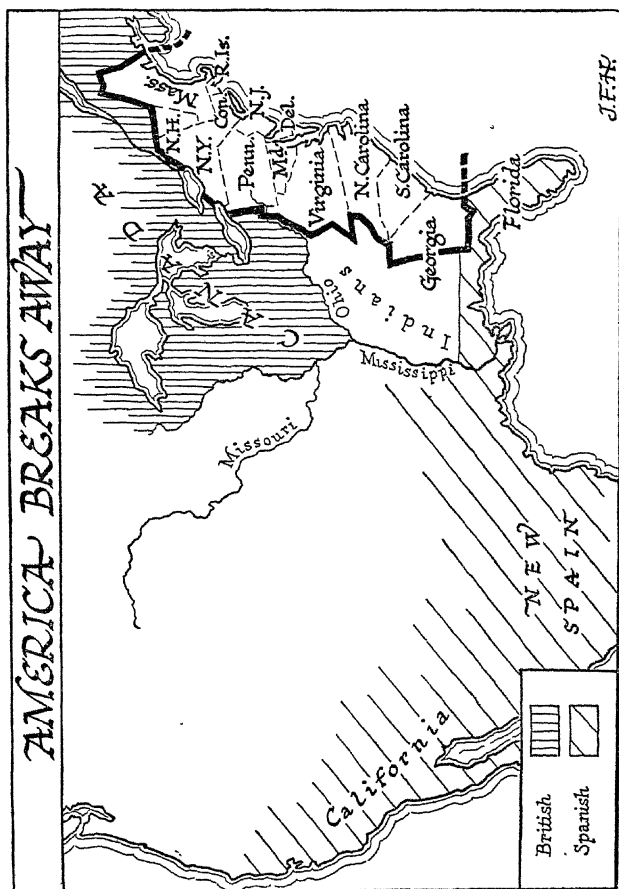 AMERICA BREAKS AWAY
CANADA
Mass.
N.H.
R.Is.
Con.
N.Y.
N.J.
Penn.
Del.
Md.
Virginia
N.Carolina
S.Carolina
Georgia
Florida
Ohio
Indians
Mississippi
Missouri
NEW
SPAIN
California
British
Spanish
J.F.H.